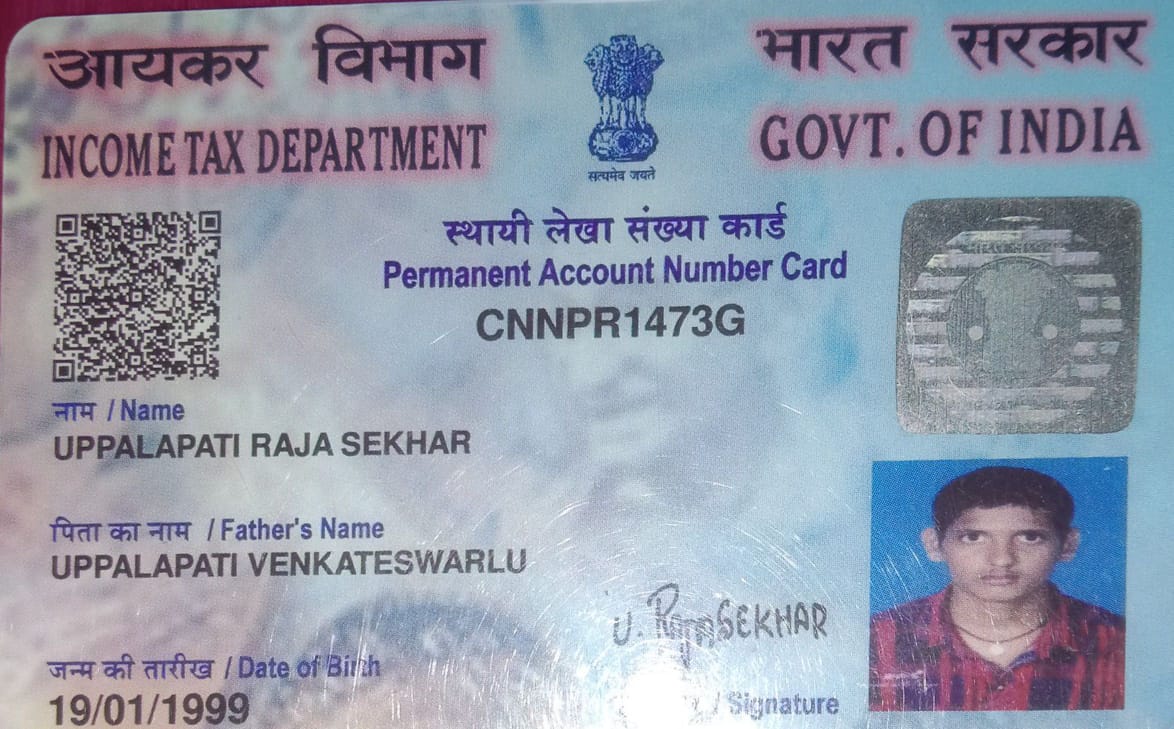 आयकर विभाग
INCOME TAX DEPARTMENT
सत्यमेव जयते
भारत सरकार
GOVT. OF INDIA
स्थायी लेखा संख्या कार्ड
Permanent Account Number Card
CNNPR1473G
नाम / Name
UPPALAPATI RAJA SEKHAR
पिता का नाम / Father's Name
UPPALAPATI VENKATESWARLU
जन्म की तारीख / Date of Birth
19/01/1999
U. RajaSEKHAR
/ Signature